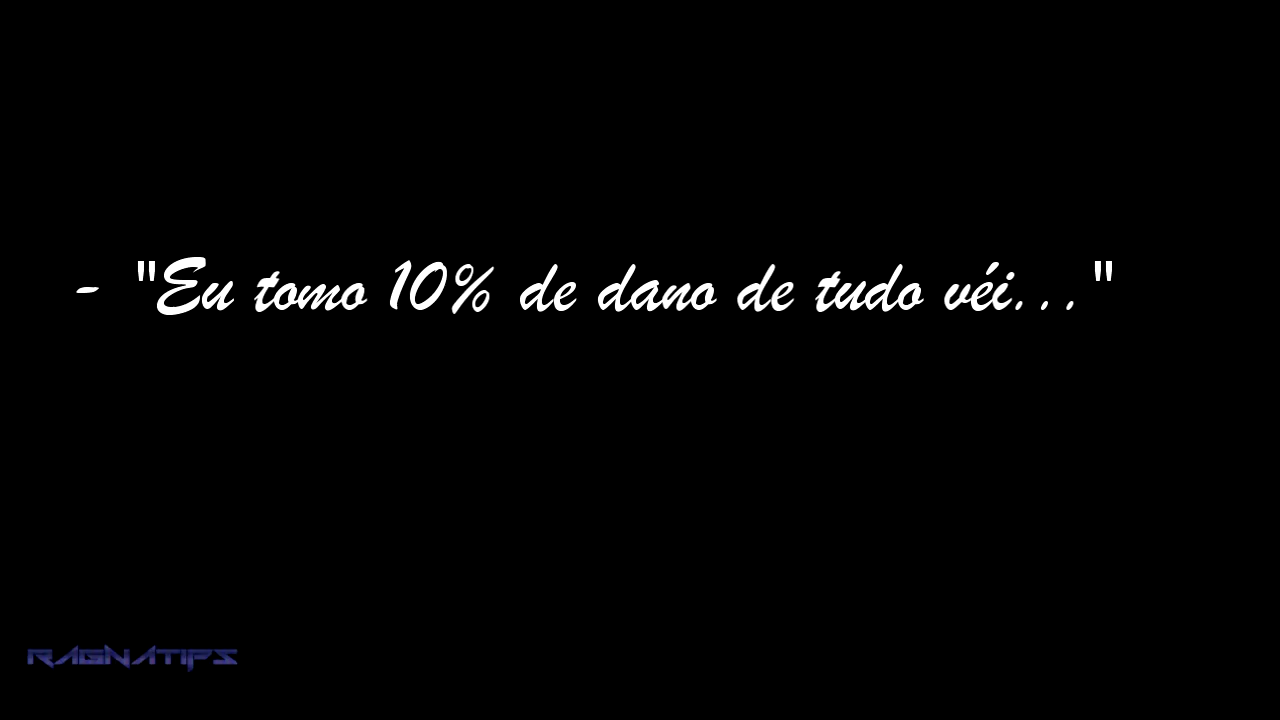 - "Eu tomo 10% de dano de tudo véi..."
RAGNATIPS